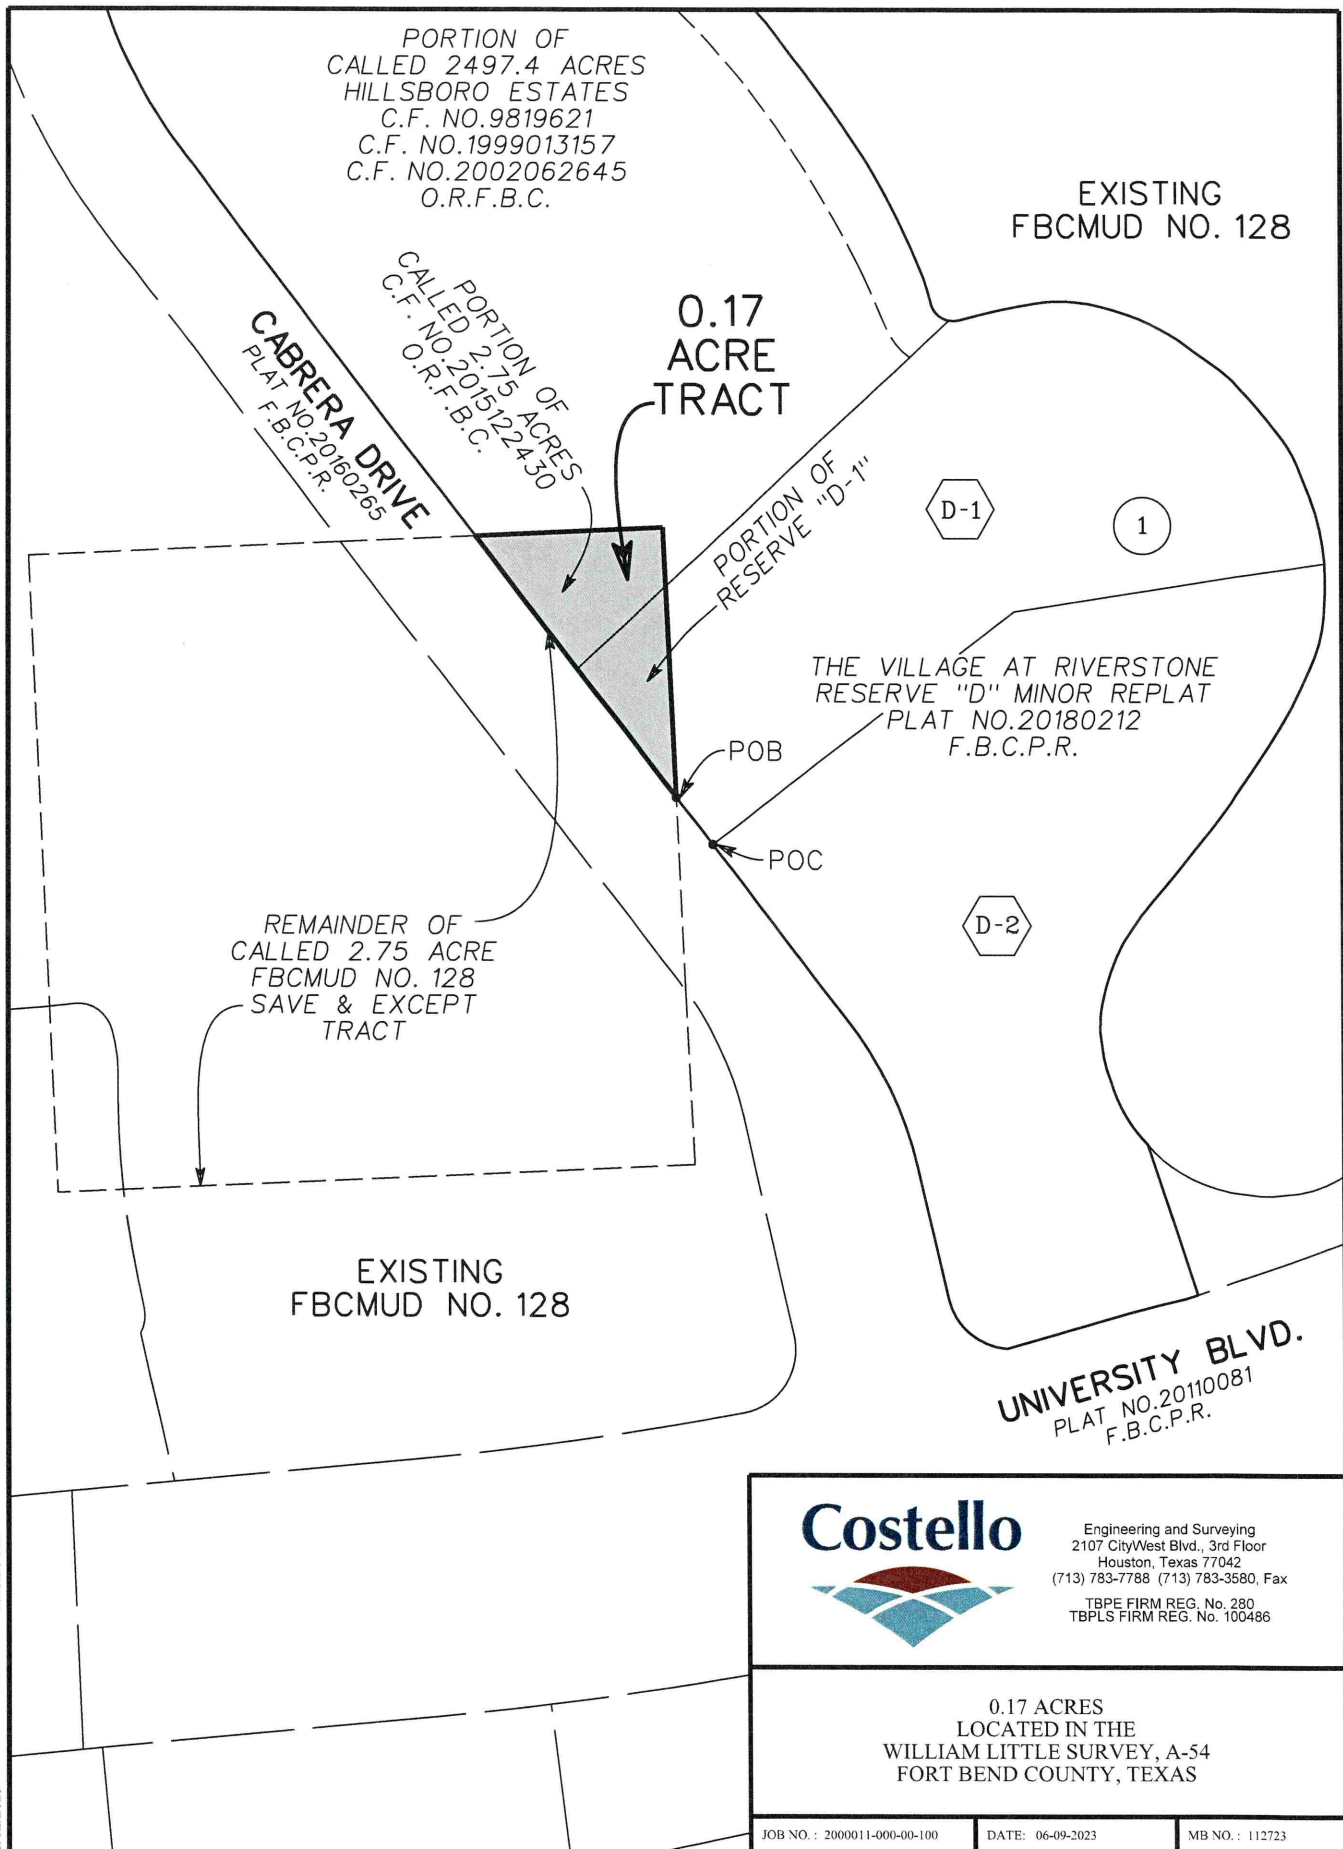 PORTION OF
CALLED 2497.4 ACRES
HILLSBORO ESTATES
C.F. NO.9819621
C.F. NO.1999013157
C.F. NO.2002062645
O.R.F.B.C.
EXISTING
FBCMUD NO. 128
PORTION OF
CALLED 2.75 ACRES
C.F. NO.2015122430
O.R.F.B.C.
0.17
ACRE
TRACT
CABRERA DRIVE
PLAT NO.20160265
F.B.C.P.R.
PORTION OF
RESERVE "D-1"
D-1
1
THE VILLAGE AT RIVERSTONE
RESERVE "D" MINOR REPLAT
PLAT NO.20180212
F.B.C.P.R.
POB
POC
REMAINDER OF
CALLED 2.75 ACRE
FBCMUD NO. 128
SAVE & EXCEPT
TRACT
D-2
EXISTING
FBCMUD NO. 128
UNIVERSITY BLVD.
PLAT NO.20110081
F.B.C.P.R.
Costello
Engineering and Surveying
2107 CityWest Blvd., 3rd Floor
Houston, Texas 77042
(713) 783-7788 (713) 783-3580, Fax
TBPE FIRM REG. No. 280
TBPLS FIRM REG. No. 100486
0.17 ACRES
LOCATED IN THE
WILLIAM LITTLE SURVEY, A-54
FORT BEND COUNTY, TEXAS
JOB NO. : 2000011-000-00-100
DATE: 06-09-2023
MB NO. : 112723